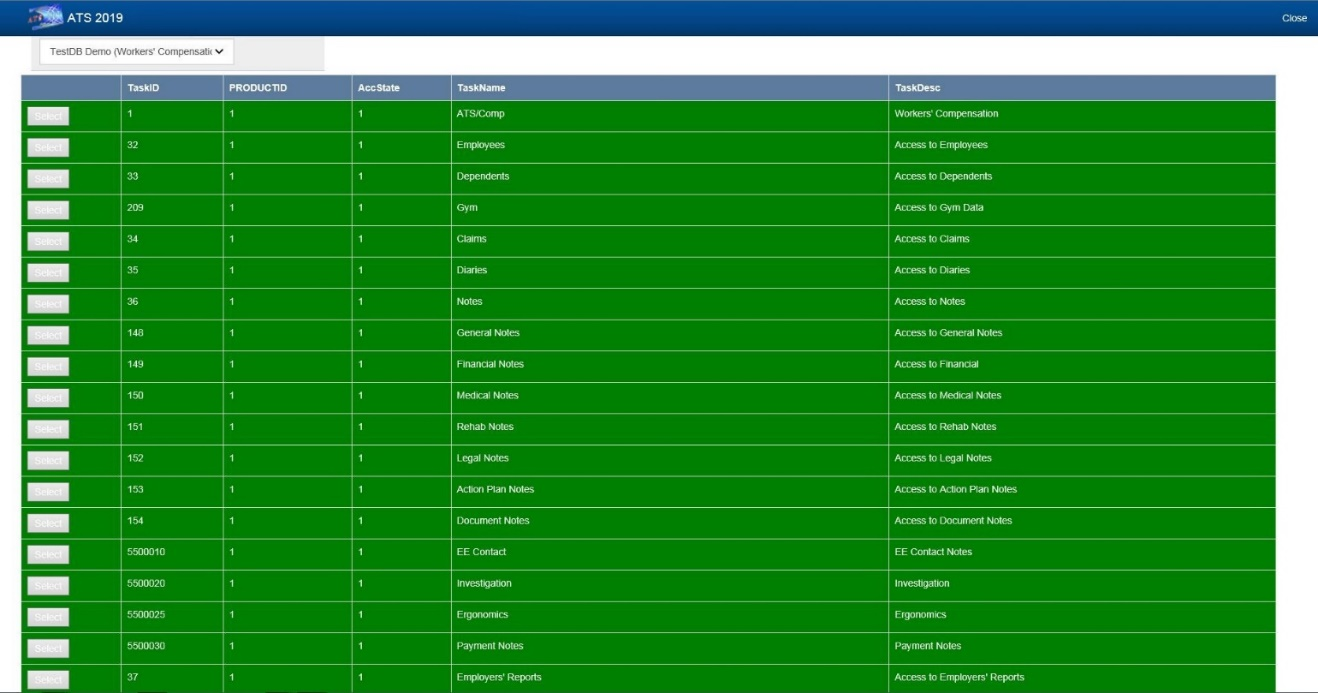 ATS 2019
Close
TestDB Demo (Workers' Compensatic
TaskID PRODUCTID AccState TaskName TaskDesc
Select 1 1 1 ATS/Comp Workers' Compensation
Select 32 1 1 Employees Access to Employees
Select 33 1 1 Dependents Access to Dependents
Select 209 1 1 Gym Access to Gym Data
Select 34 1 1 Claims Access to Claims
Select 35 1 1 Diaries Access to Diaries
Select 36 1 1 Notes Access to Notes
Select 148 1 1 General Notes Access to General Notes
Select 149 1 1 Financial Notes Access to Financial
Select 150 1 1 Medical Notes Access to Medical Notes
Select 151 1 1 Rehab Notes Access to Rehab Notes
Select 152 1 1 Legal Notes Access to Legal Notes
Select 153 1 1 Action Plan Notes Access to Action Plan Notes
Select 154 1 1 Document Notes Access to Document Notes
Select 5500010 1 1 EE Contact EE Contact Notes
Select 5500020 1 1 Investigation Investigation
Select 5500025 1 1 Ergonomics Ergonomics
Select 5500030 1 1 Payment Notes Payment Notes
Select 37 1 1 Employers' Reports Access to Employers' Reports